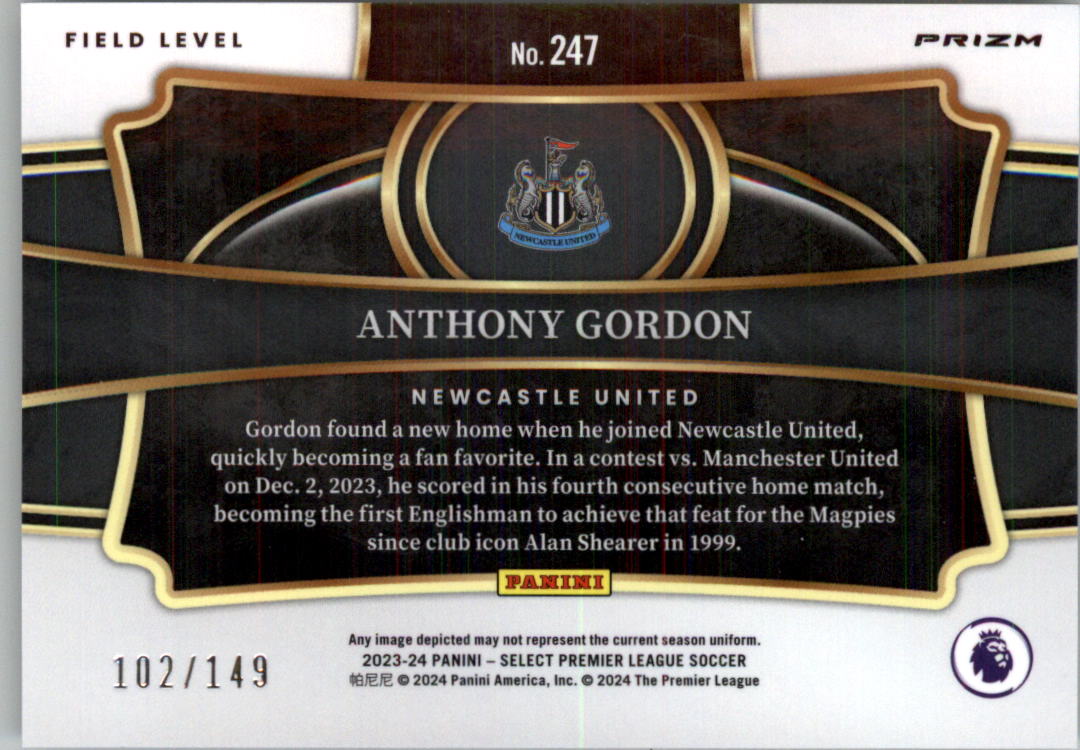 FIELD LEVEL
No. 247
PRIZM
NEWCASTLE UNITED
ANTHONY GORDON
NEWCASTLE UNITED
Gordon found a new home when he joined Newcastle United,
quickly becoming a fan favorite. In a contest vs. Manchester United
on Dec. 2, 2023, he scored in his fourth consecutive home match,
becoming the first Englishman to achieve that feat for the Magpies
since club icon Alan Shearer in 1999.
PANINI
Any image depicted may not represent the current season uniform.
2023-24 PANINI – SELECT PREMIER LEAGUE SOCCER
帕尼尼 © 2024 Panini America, Inc. © 2024 The Premier League
102/149